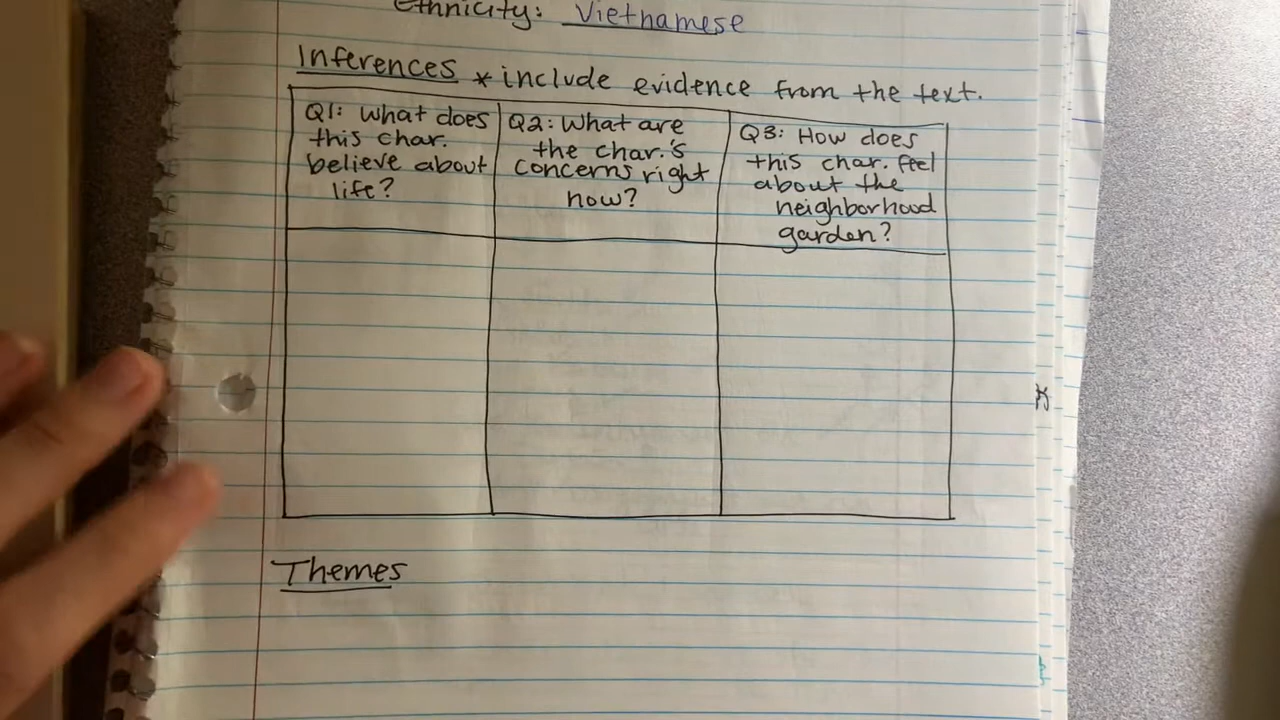 Ethnicity: Vietnamese
Inferences *include evidence from the text.
Q1: What does
this char.
believe about
life?
Q2: What are
the char.'s
concerns right
now?
Q3: How does
this char. feel
about the
neighborhood
garden?
Themes